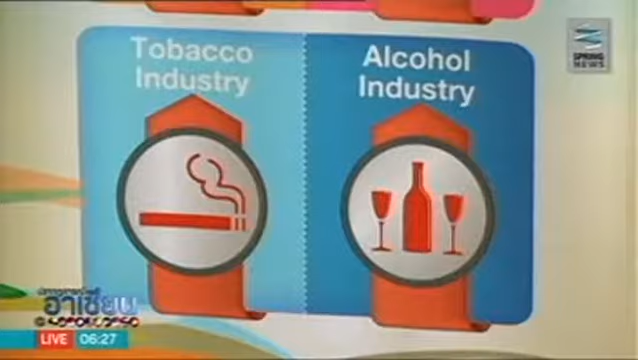 Tobacco
Industry
Alcohol
Industry
SPRING
NEWS
อาเซียน
LIVE
06:27